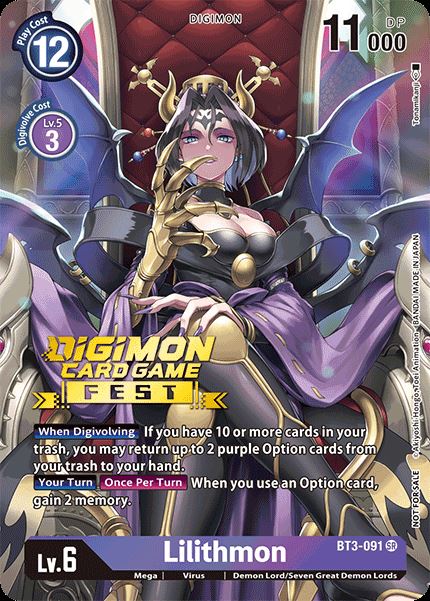 Play Cost
12
DIGIMON
11000
DP
Digivolve Cost
Lv.5
3
Tomamikanji
DiGiMON
CARD GAME
FEST
When Digivolving If you have 10 or more cards in your
trash, you may return up to 2 purple Option cards from
your trash to your hand.
Your Turn Once Per Turn When you use an Option card,
gain 2 memory.
©Akiyoshi Hongo, Toei Animation ・BANDAI MADE IN JAPAN
NOT FOR SALE
BT3-091 SR
Lv.6
Lilithmon
Mega | Virus | Demon Lord/Seven Great Demon Lords